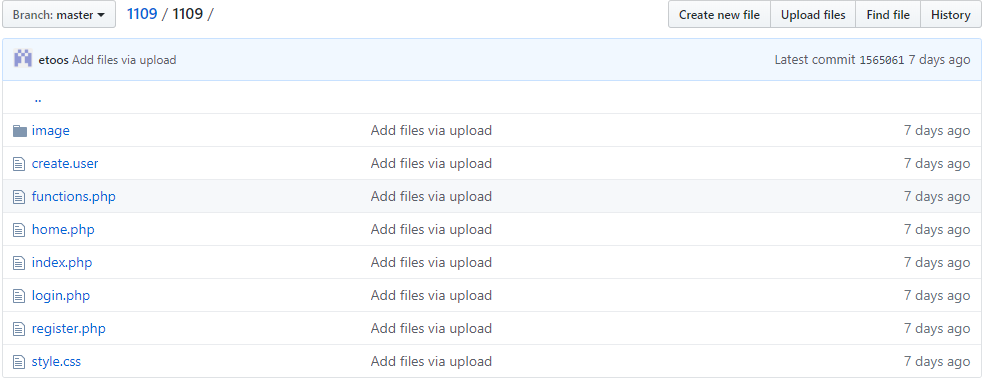 Branch: master 1109 / 1109 / Create new file Upload files Find file History
etoos Add files via upload Latest commit 1565061 7 days ago
..
image Add files via upload 7 days ago
create.user Add files via upload 7 days ago
functions.php Add files via upload 7 days ago
home.php Add files via upload 7 days ago
index.php Add files via upload 7 days ago
login.php Add files via upload 7 days ago
register.php Add files via upload 7 days ago
style.css Add files via upload 7 days ago